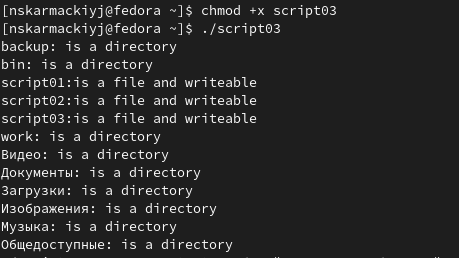 [nskarmackiyj@fedora ~]$ chmod +x script03
[nskarmackiyj@fedora ~]$ ./script03
backup: is a directory
bin: is a directory
script01:is a file and writeable
script02:is a file and writeable
script03:is a file and writeable
work: is a directory
Видео: is a directory
Документы: is a directory
Загрузки: is a directory
Изображения: is a directory
Музыка: is a directory
Общедоступные: is a directory